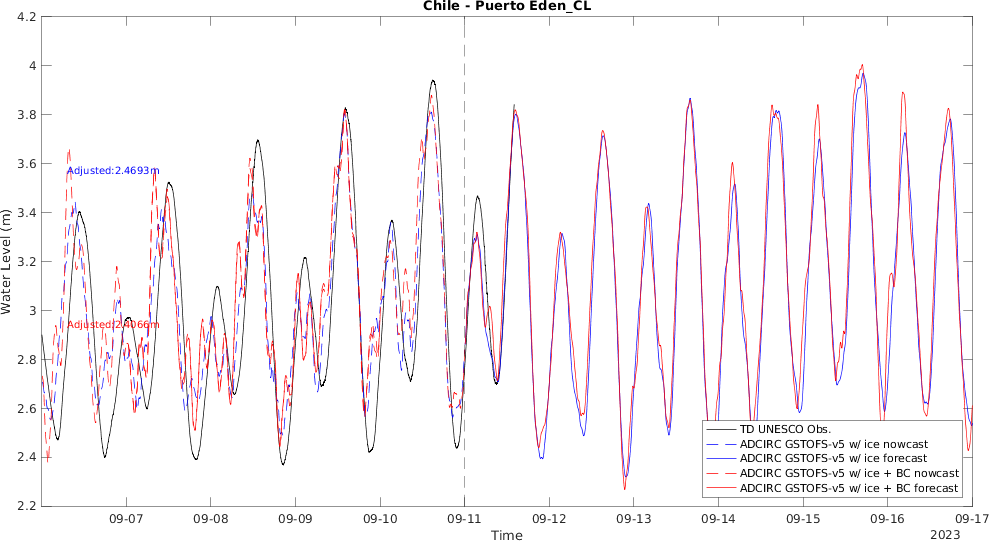 Chile - Puerto Eden_CL
4.2
4
3.8
3.6
3.4
3.2
3
2.8
2.6
2.4
2.2
Water Level (m)
Adjusted:2.4693m
Adjusted:2.4066m
TD UNESCO Obs.
ADCIRC GSTOFS-v5 w/ ice nowcast
ADCIRC GSTOFS-v5 w/ ice forecast
ADCIRC GSTOFS-v5 w/ ice + BC nowcast
ADCIRC GSTOFS-v5 w/ ice + BC forecast
09-07 09-08 09-09 09-10 09-11 09-12 09-13 09-14 09-15 09-16 09-17
Time
2023